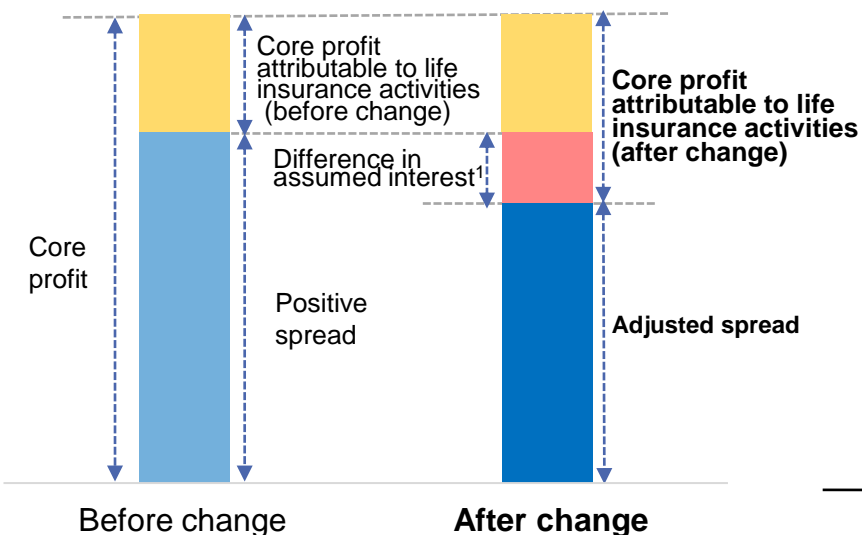 Core profit
attributable to life
insurance activities
(before change)
Core profit
attributable to life
insurance activities
(after change)
Difference in
assumed interest¹
Core
profit
Positive
spread
Adjusted spread
Before change
After change